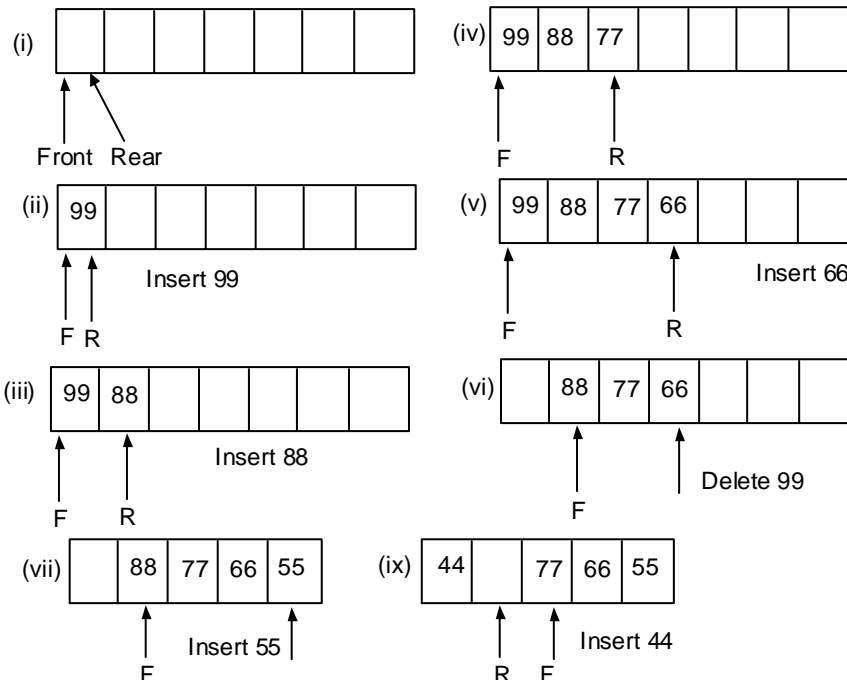 (i)
Front Rear
(ii) 99
Insert 99
F R
(iii) 99 88
Insert 88
F R
(iv) 99 88 77
F R
(v) 99 88 77 66
Insert 66
F R
(vi) 88 77 66
Delete 99
F
(vii) 88 77 66 55
Insert 55
F
(ix) 44 77 66 55
Insert 44
R F